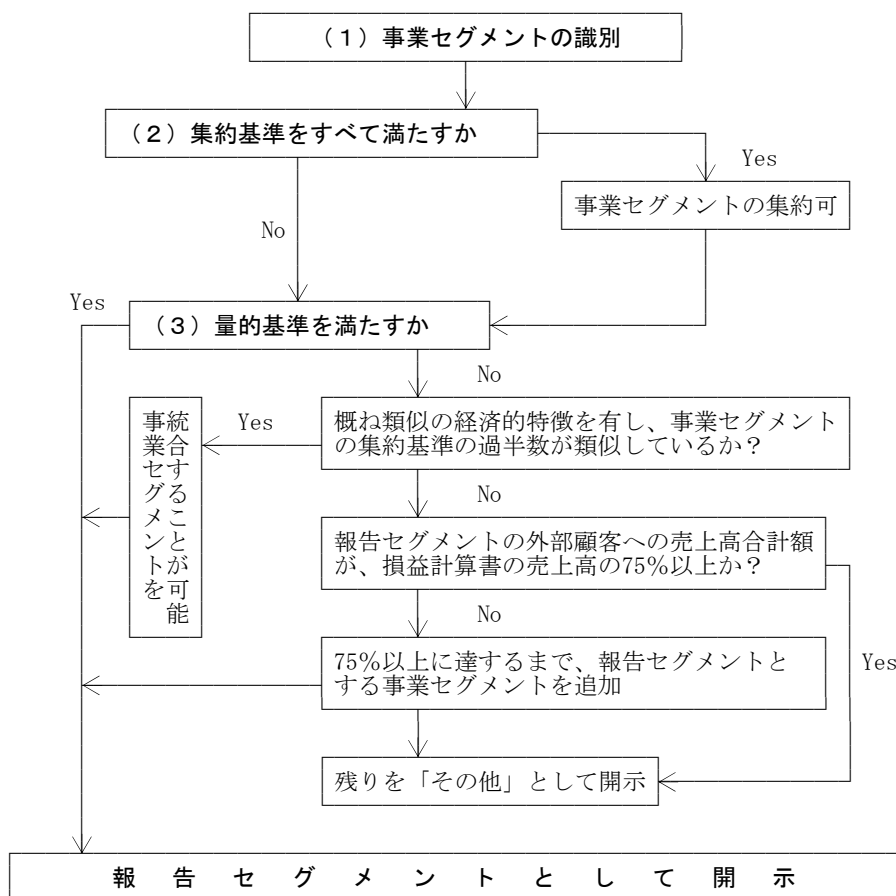 (1)事業セグメントの識別
(2)集約基準をすべて満たすか
Yes
事業セグメントの集約可
No
Yes
(3)量的基準を満たすか
No
概ね類似の経済的特徴を有し、事業セグメント
の集約基準の過半数が類似しているか?
Yes
事業セグメントを
統合することが可能
No
報告セグメントの外部顧客への売上高合計額
が、損益計算書の売上高の75%以上か?
No
Yes
75%以上に達するまで、報告セグメントと
する事業セグメントを追加
残りを「その他」として開示
報告セグメントとして開示